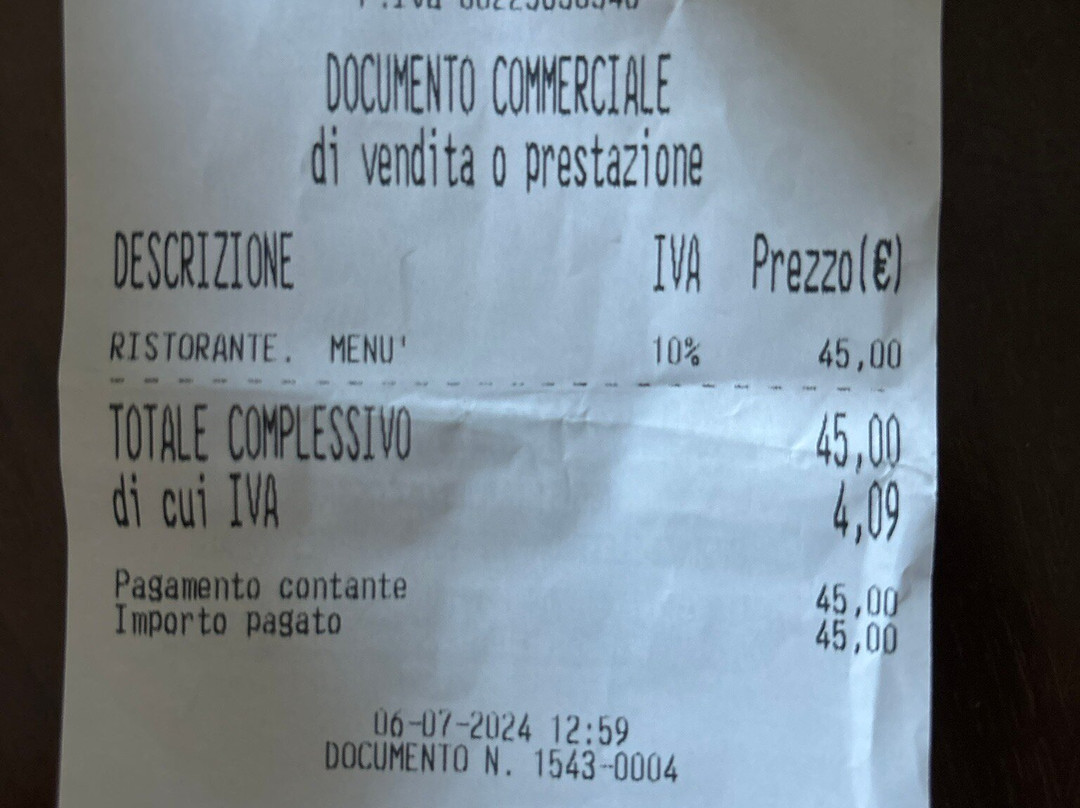 DOCUMENTO COMMERCIALE
di vendita o prestazione
DESCRIZIONE IVA Prezzo(€)
RISTORANTE. MENU' 10% 45,00
TOTALE COMPLESSIVO 45,00
di cui IVA 4,09
Pagamento contante 45,00
Importo pagato 45,00
06-07-2024 12:59
DOCUMENTO N. 1543-0004